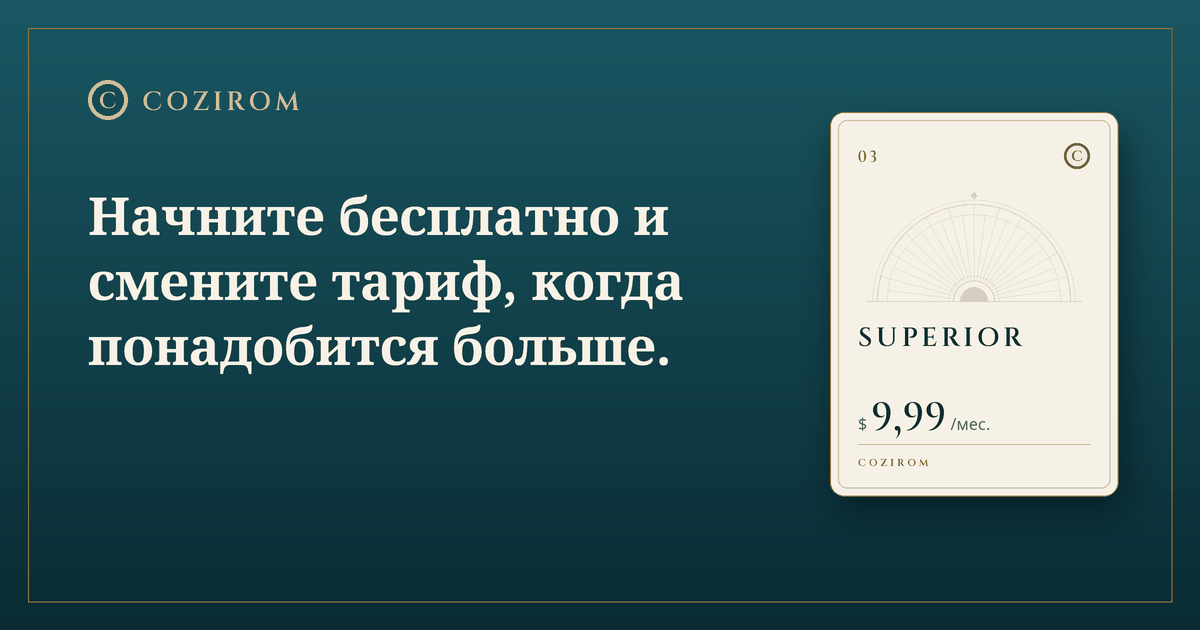 C COZIROM
Начните бесплатно и
смените тариф, когда
понадобится больше.
03 C
SUPERIOR
$ 9,99 /мес.
COZIROM